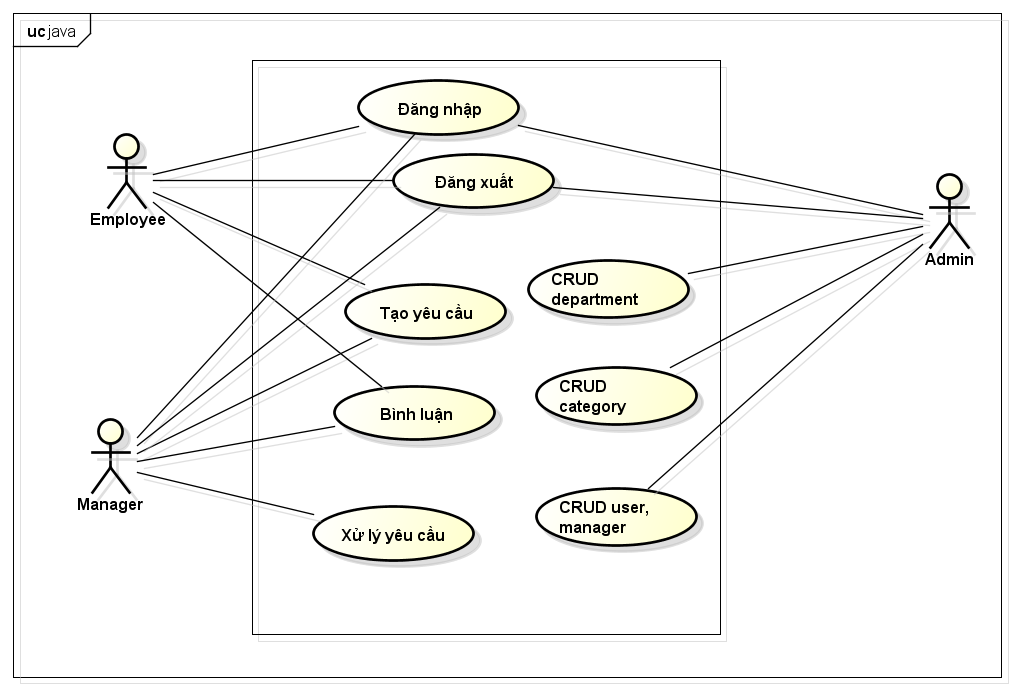 uc java
Đăng nhập
Đăng xuất
Employee
Admin
CRUD
department
Tạo yêu cầu
CRUD
category
Bình luận
Manager
CRUD user,
manager
Xử lý yêu cầu